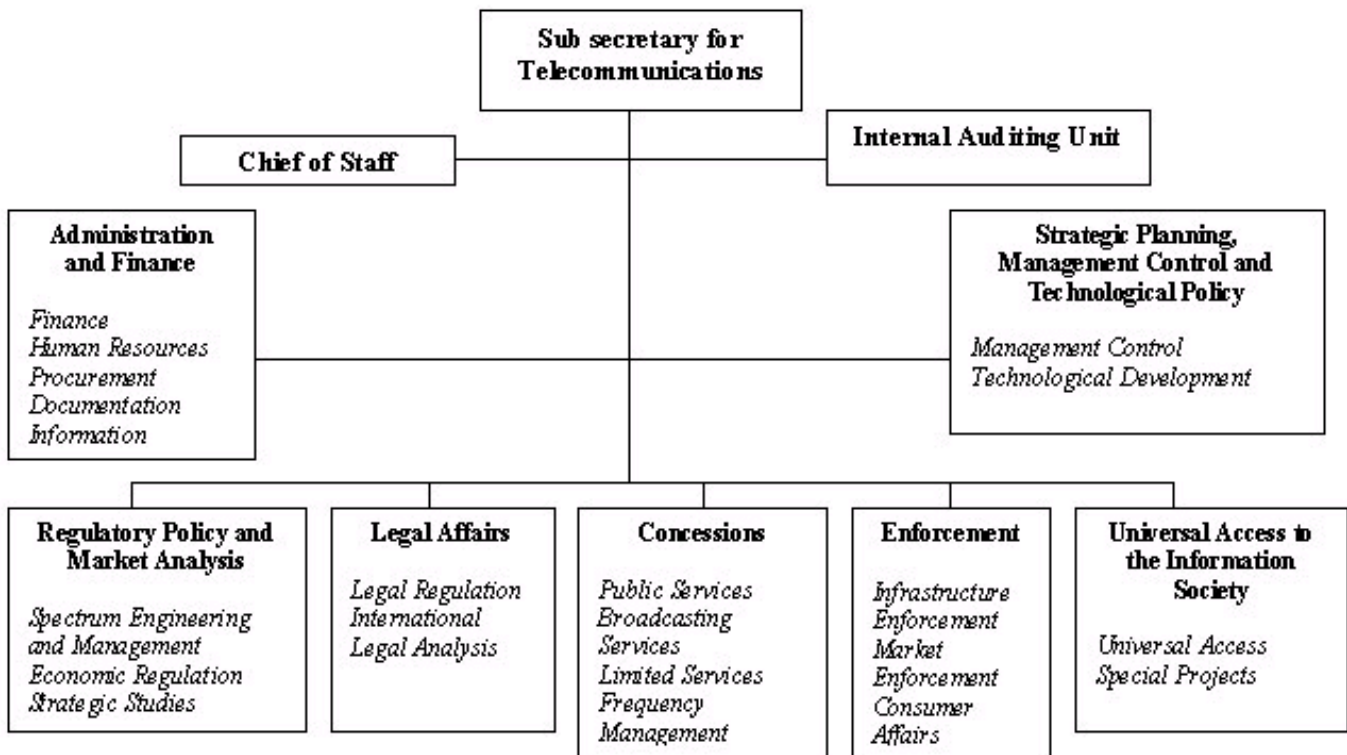 Sub secretary for
Telecommunications
Chief of Staff
Internal Auditing Unit
Administration
and Finance
Finance
Human Resources
Procurement
Documentation
Information
Strategic Planning,
Management Control and
Technological Policy
Management Control
Technological Development
Regulatory Policy and
Market Analysis
Spectrum Engineering
and Management
Economic Regulation
Strategic Studies
Legal Affairs
Legal Regulation
International
Legal Analysis
Concessions
Public Services
Broadcasting
Services
Limited Services
Frequency
Management
Enforcement
Infrastructure
Enforcement
Market
Enforcement
Consumer
Affairs
Universal Access to
the Information
Society
Universal Access
Special Projects